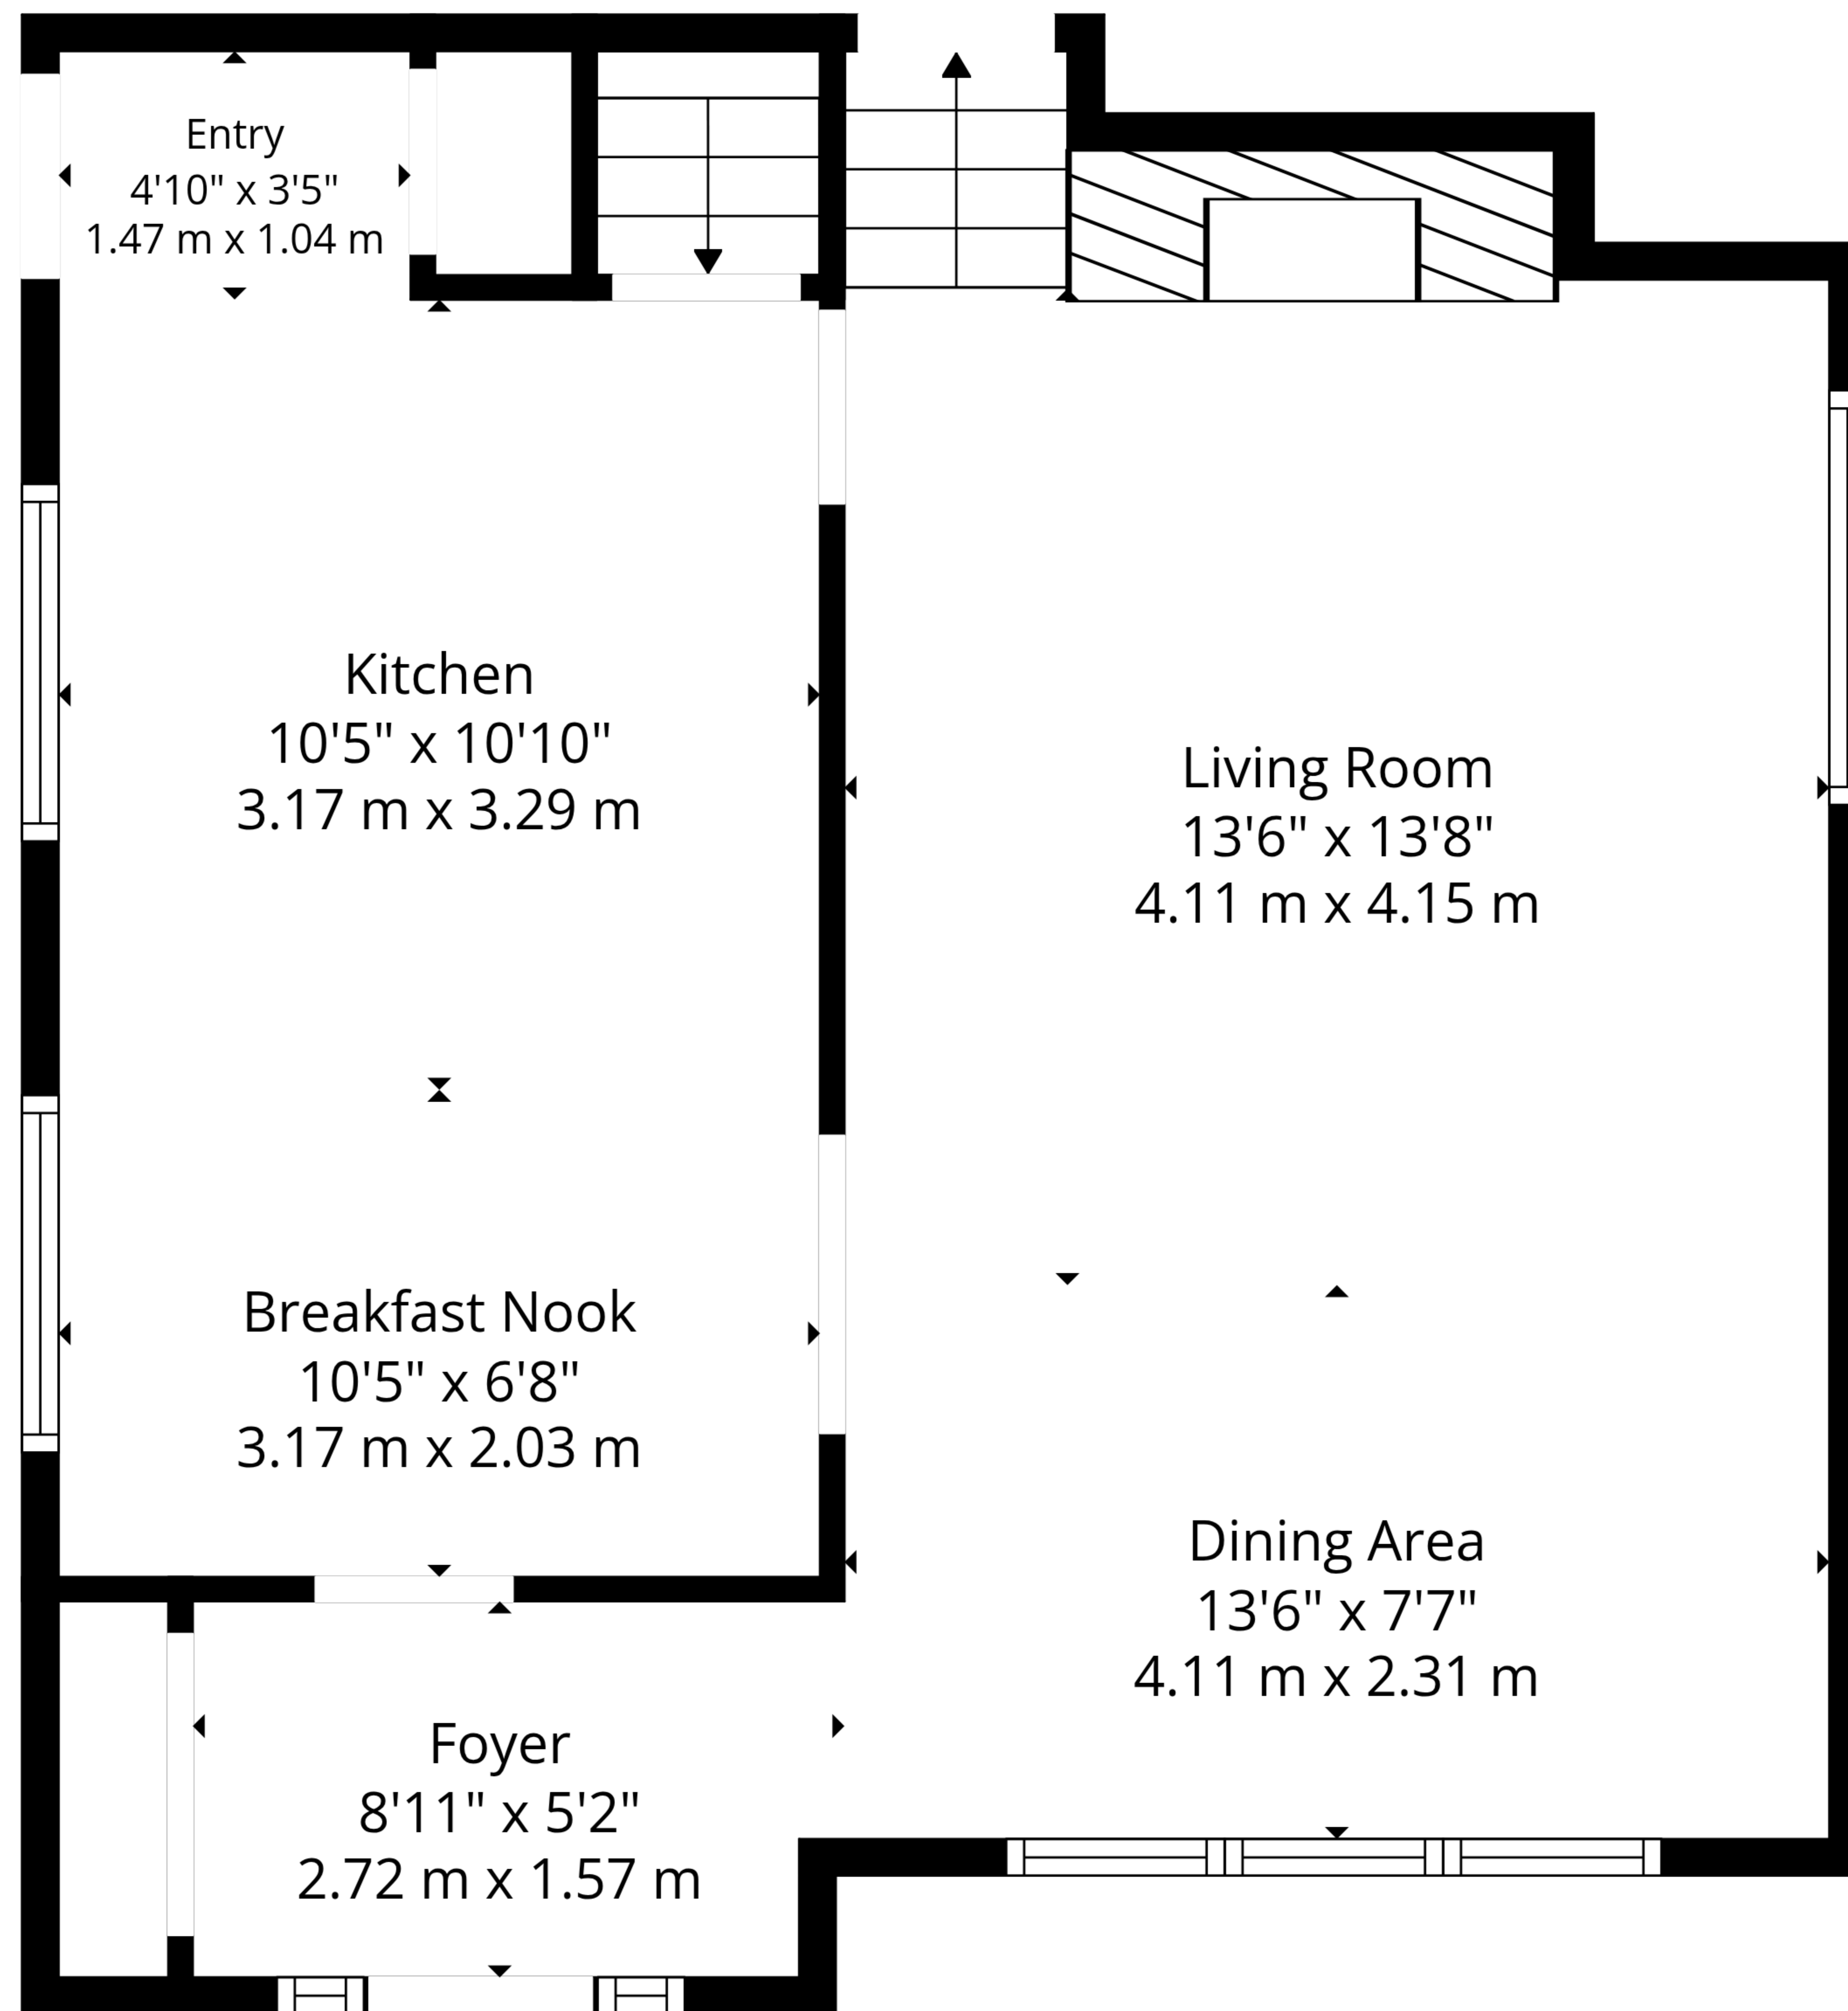 Entry
4'10" x 3'5"
1.47 m x 1.04 m
Kitchen
10'5" x 10'10"
3.17 m x 3.29 m
Living Room
13'6" x 13'8"
4.11 m x 4.15 m
Breakfast Nook
10'5" x 6'8"
3.17 m x 2.03 m
Dining Area
13'6" x 7'7"
4.11 m x 2.31 m
Foyer
8'11" x 5'2"
2.72 m x 1.57 m